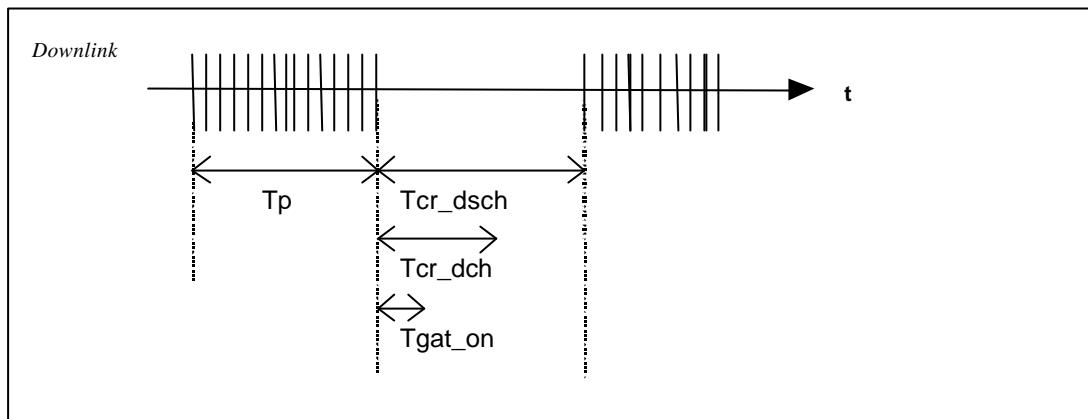 Downlink
t
Tp
Tcr_dsch
Tcr_dch
Tgat_on